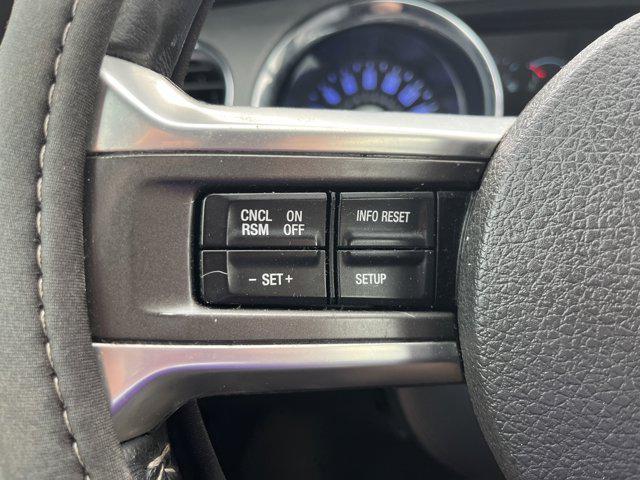 CNCL ON
RSM OFF
INFO RESET
- SET +
SETUP